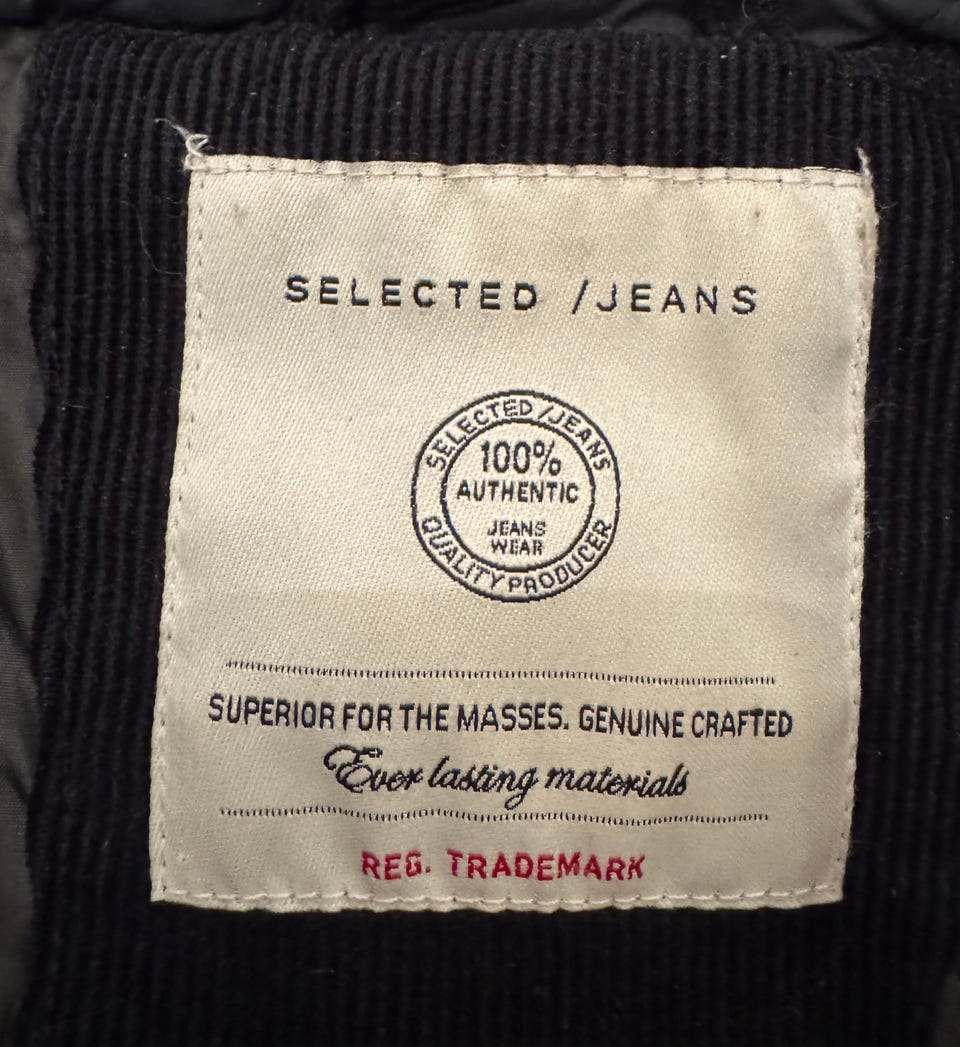 SELECTED /JEANS
SELECTED /JEANS
100%
AUTHENTIC
JEANS
WEAR
QUALITY PRODUCER
SUPERIOR FOR THE MASSES. GENUINE CRAFTED
Ever lasting materials
REG. TRADEMARK